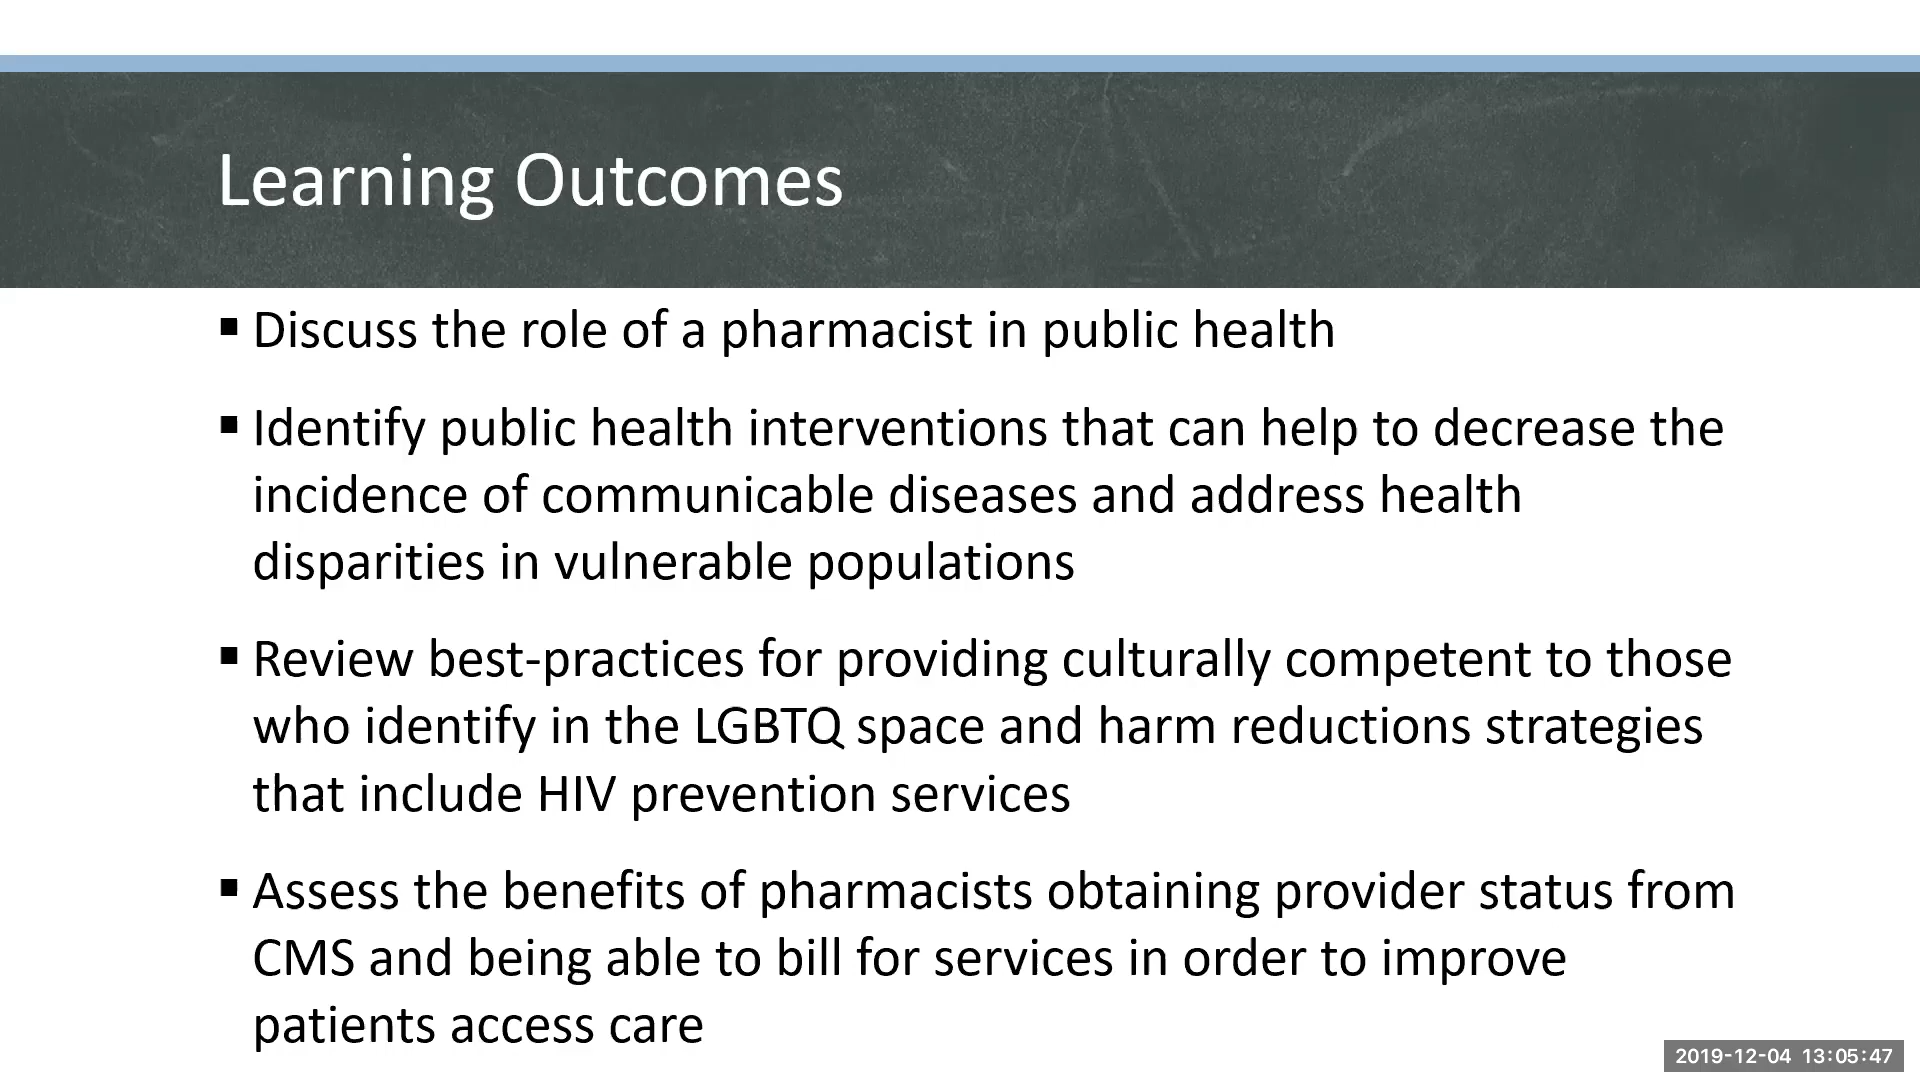 Learning Outcomes
▪ Discuss the role of a pharmacist in public health
▪ Identify public health interventions that can help to decrease the
incidence of communicable diseases and address health
disparities in vulnerable populations
▪ Review best-practices for providing culturally competent to those
who identify in the LGBTQ space and harm reductions strategies
that include HIV prevention services
▪ Assess the benefits of pharmacists obtaining provider status from
CMS and being able to bill for services in order to improve
patients access care
2019-12-04 13:05:47